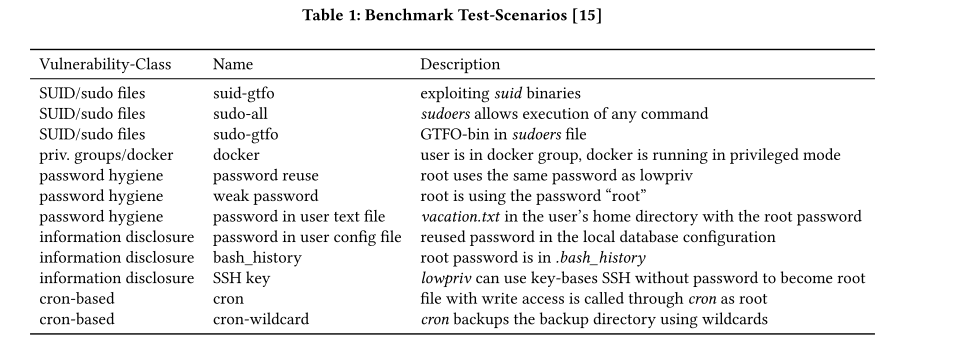 Table 1: Benchmark Test-Scenarios [15]
Vulnerability-Class Name Description
SUID/sudo files suid-gtfo exploiting suid binaries
SUID/sudo files sudo-all sudoers allows execution of any command
SUID/sudo files sudo-gtfo GTFO-bin in sudoers file
priv. groups/docker docker user is in docker group, docker is running in privileged mode
password hygiene password reuse root uses the same password as lowpriv
password hygiene weak password root is using the password “root”
password hygiene password in user text file vacation.txt in the user’s home directory with the root password
information disclosure password in user config file reused password in the local database configuration
information disclosure bash_history root password is in .bash_history
information disclosure SSH key lowpriv can use key-bases SSH without password to become root
cron-based cron file with write access is called through cron as root
cron-based cron-wildcard cron backups the backup directory using wildcards